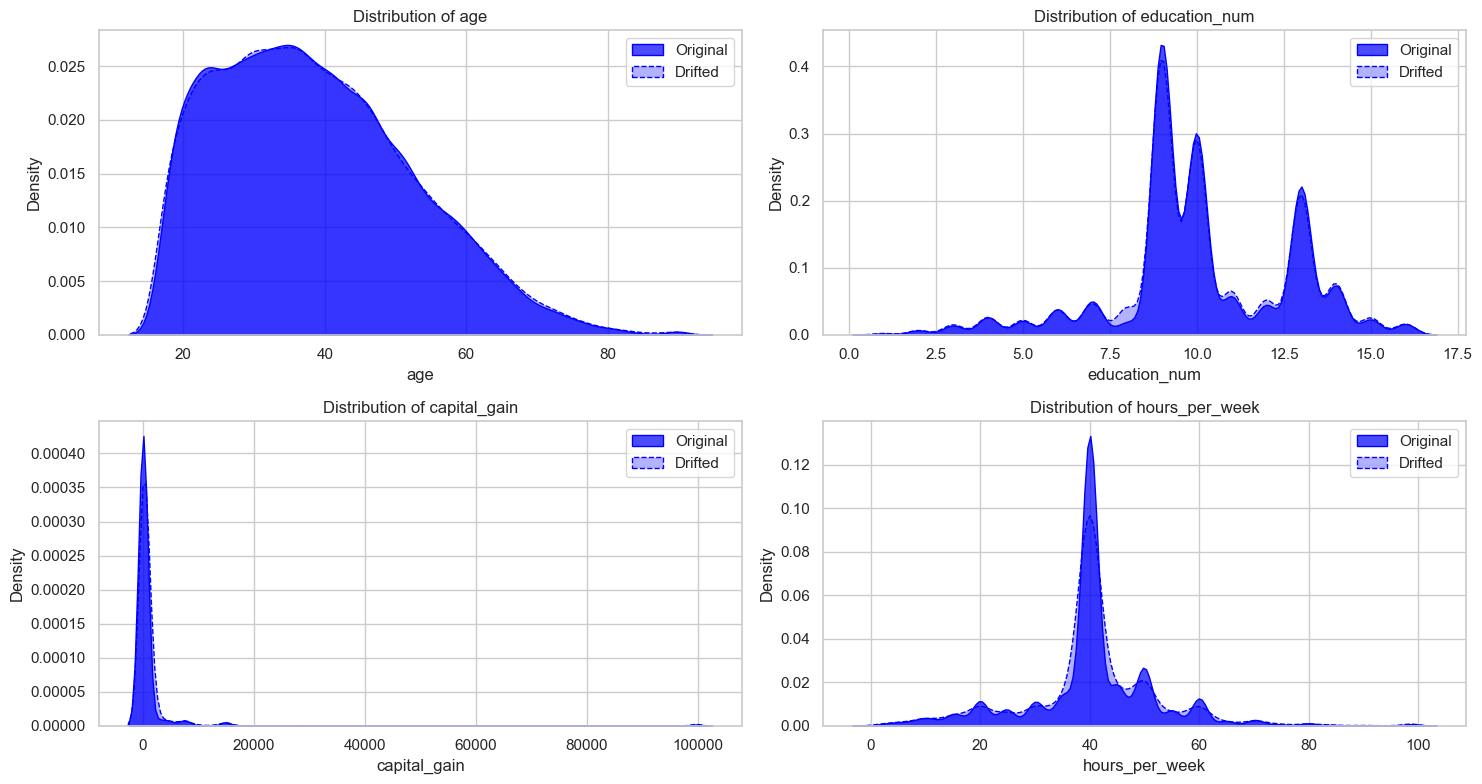 Distribution of age
Original
Drifted
Density
0.025
0.020
0.015
0.010
0.005
0.000
20
40
60
80
age
Distribution of education_num
Original
Drifted
Density
0.4
0.3
0.2
0.1
0.0
0.0
2.5
5.0
7.5
10.0
12.5
15.0
17.5
education_num
Distribution of capital_gain
Original
Drifted
Density
0.00040
0.00035
0.00030
0.00025
0.00020
0.00015
0.00010
0.00005
0.00000
0
20000
40000
60000
80000
100000
capital_gain
Distribution of hours_per_week
Original
Drifted
Density
0.12
0.10
0.08
0.06
0.04
0.02
0.00
0
20
40
60
80
100
hours_per_week